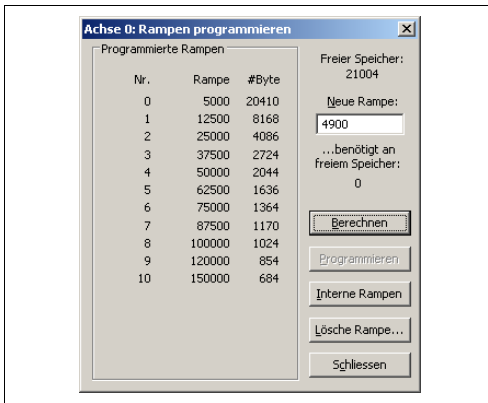 Achse 0: Rampen programmieren
Programmierte Rampen
Nr. Rampe #Byte
0 5000 20410
1 12500 8168
2 25000 4086
3 37500 2724
4 50000 2044
5 62500 1636
6 75000 1364
7 87500 1170
8 100000 1024
9 120000 854
10 150000 684
Freier Speicher:
21004
Neue Rampe:
4900
...benötigt an
freiem Speicher:
0
Berechnen
Programmieren
Interne Rampen
Lösche Rampe...
Schliessen